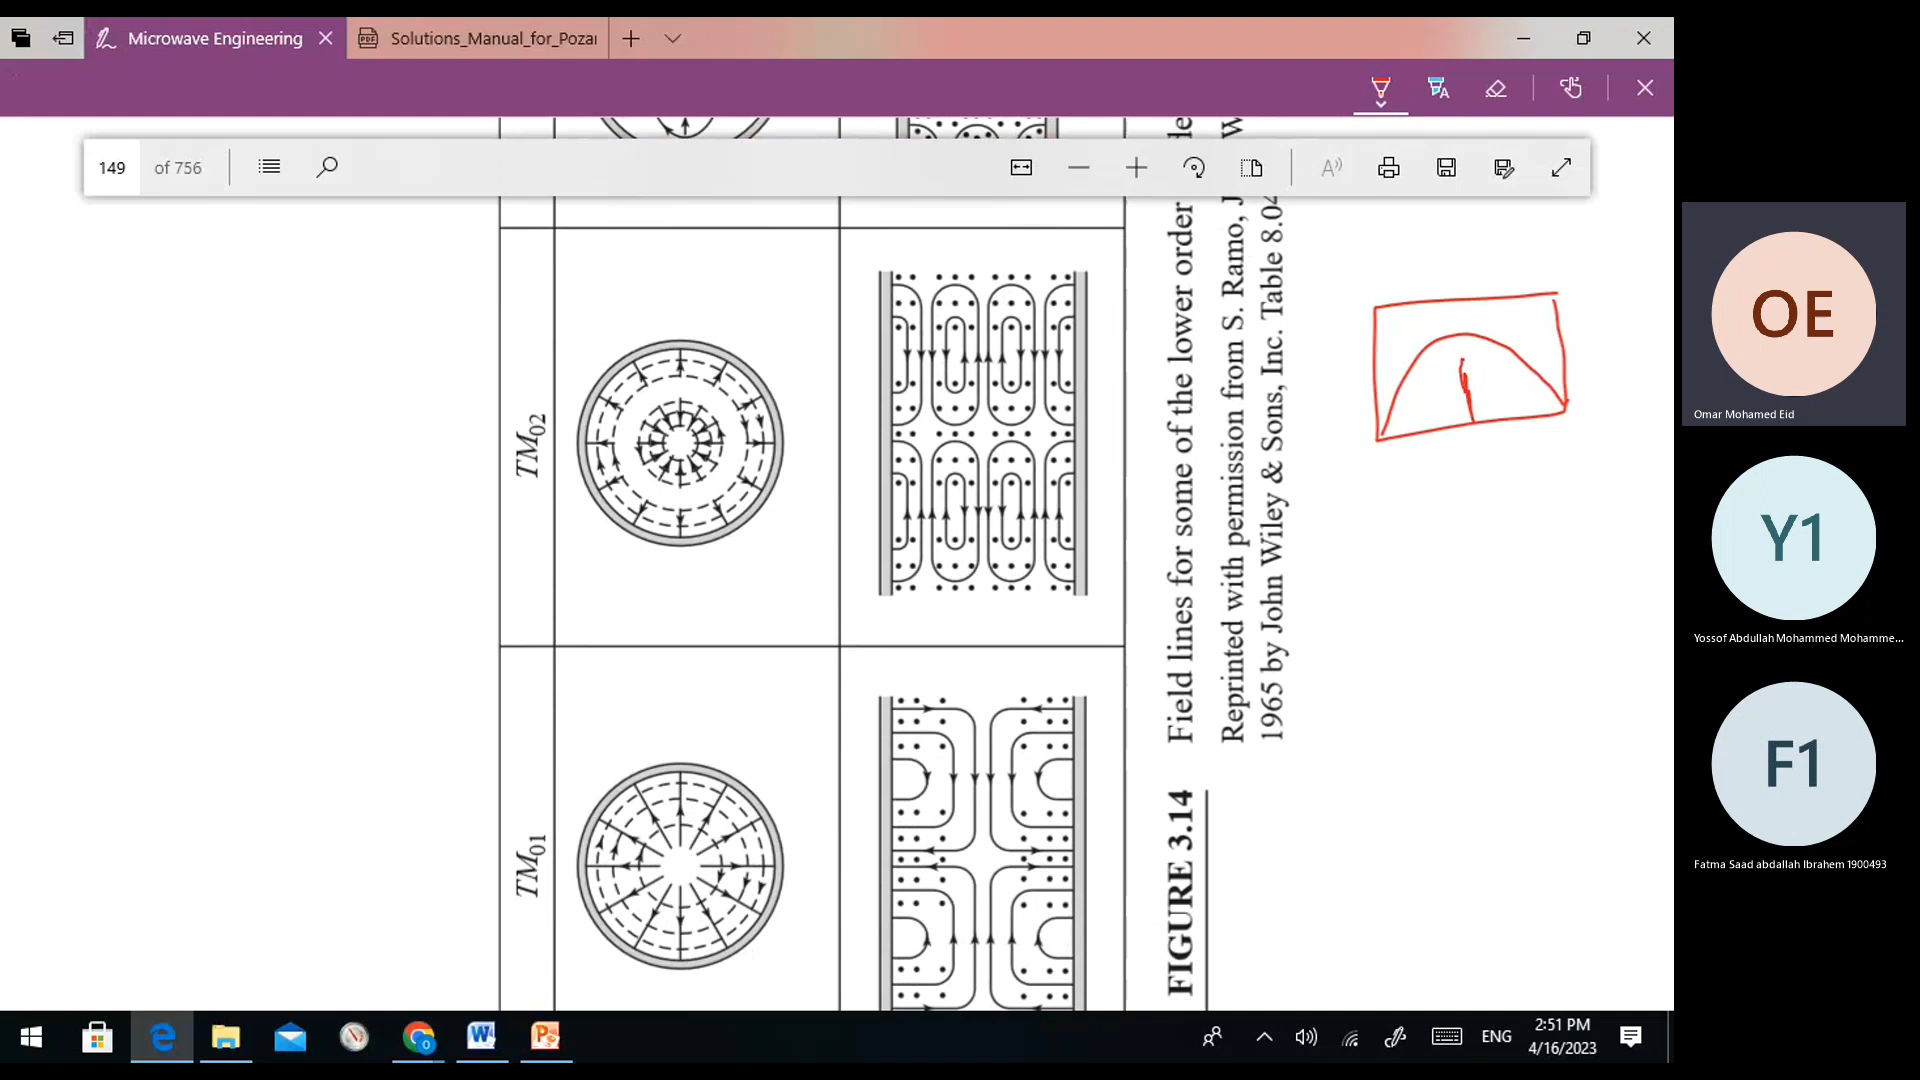 Microwave Engineering
Solutions_Manual_for_Poza
149 of 756
TM02
TM01
FIGURE 3.14
Field lines for some of the lower order
Reprinted with permission from S. Ramo, J
1965 by John Wiley & Sons, Inc. Table 8.04
OE
Omar Mohamed Eid
Y1
Yossof Abdullah Mohammed Mohamme...
F1
Fatma Saad abdallah Ibrahem 1900493
ENG
2:51 PM
4/16/2023